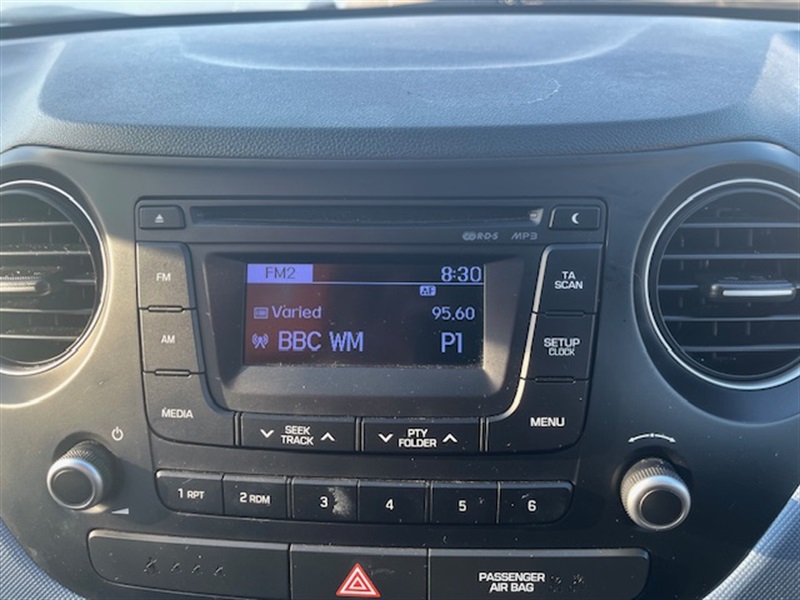 RDS MP3
FM2 8:30
AF
Varied 95.60
BBC WM P1
FM
AM
MEDIA
TA
SCAN
SETUP
CLOCK
SEEK
TRACK
PTY
FOLDER
MENU
1 RPT
2 RDM
3
4
5
6
PASSENGER
AIR BAG